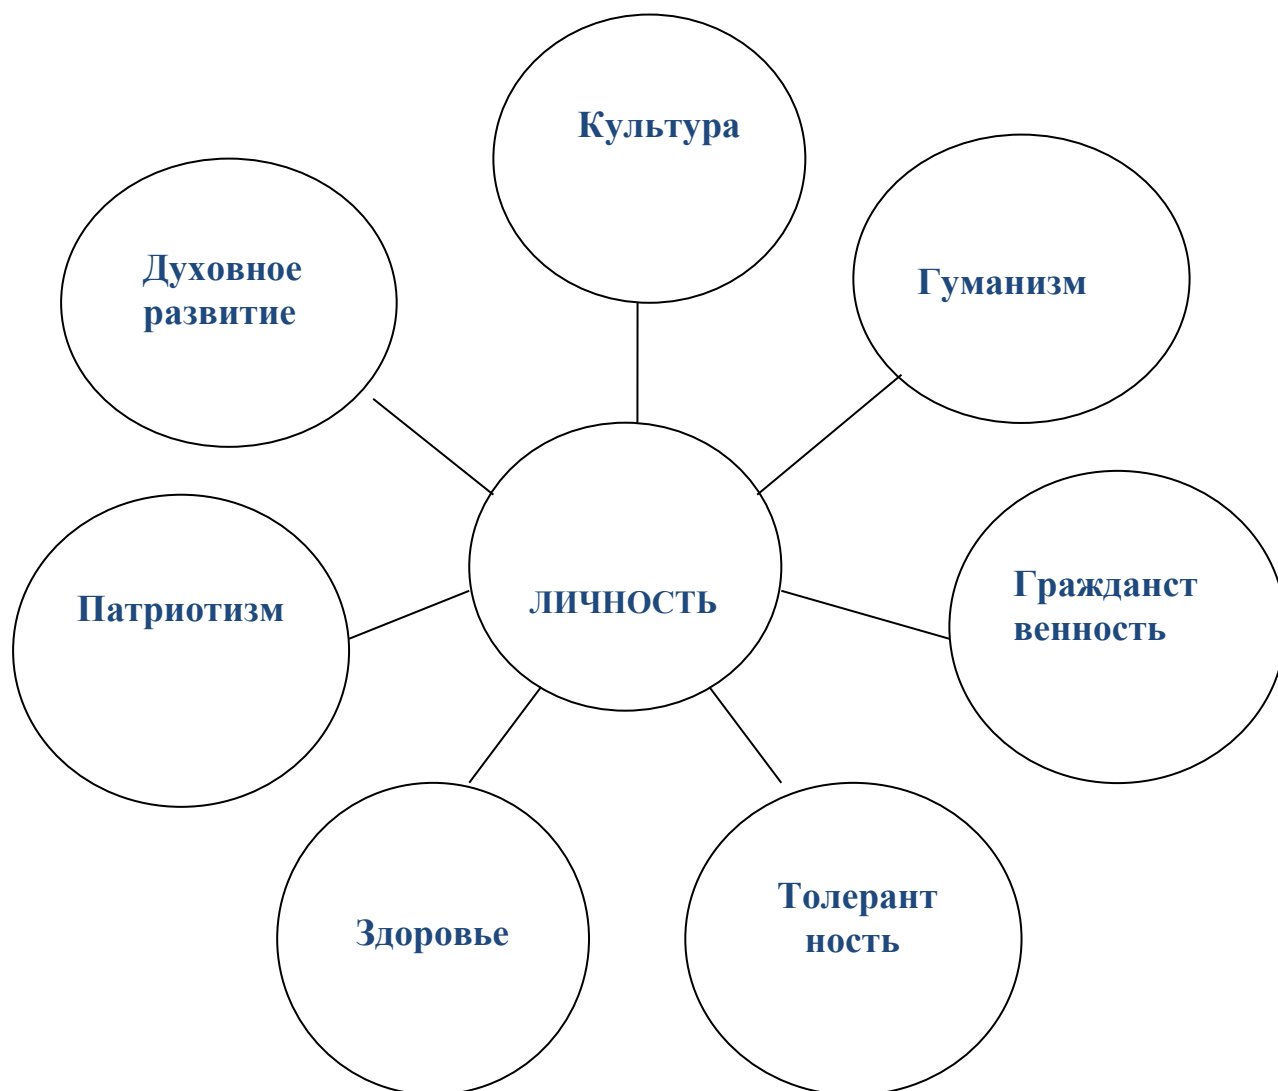 Культура
Духовное
развитие
Гуманизм
Патриотизм
ЛИЧНОСТЬ
Гражданст
венность
Здоровье
Толерант
ность